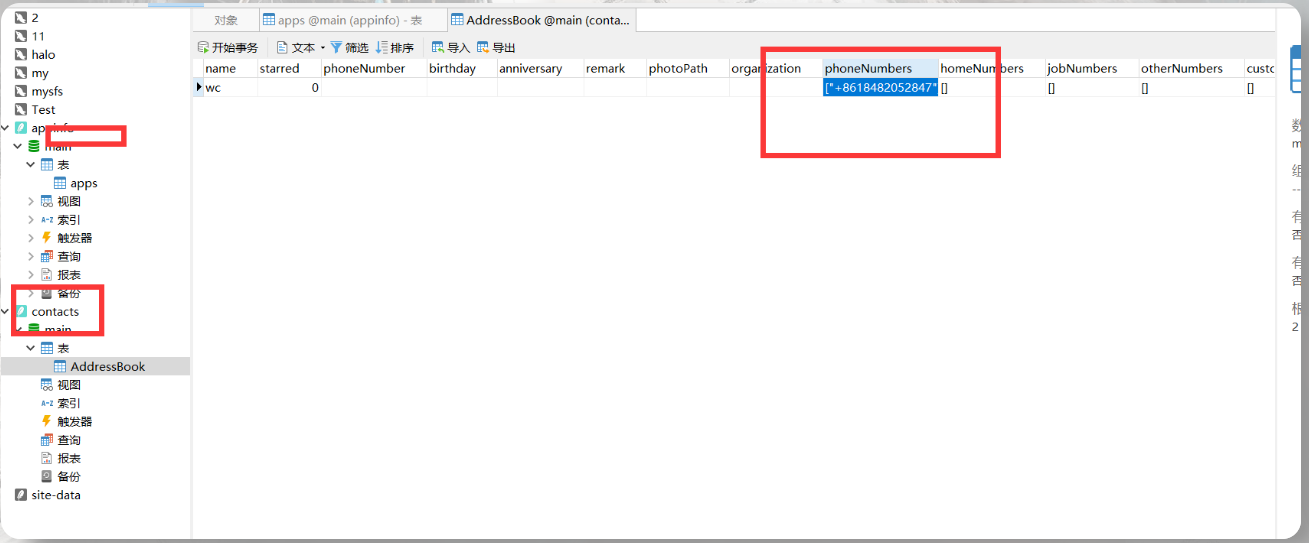 2
11
halo
my
mysfs
Test
appinfo
main
表
apps
视图
索引
触发器
查询
报表
备份
contacts
main
表
AddressBook
视图
索引
触发器
查询
报表
备份
site-data
对象 apps @main (appinfo) - 表 AddressBook @main (conta...
开始事务 文本 筛选 排序 导入 导出
name starred phoneNumber birthday anniversary remark photoPath organization phoneNumbers homeNumbers jobNumbers otherNumbers custo
wc 0 ["+8618482052847" [] [] [] []
数
m
组
--
有
否
有
否
根
2